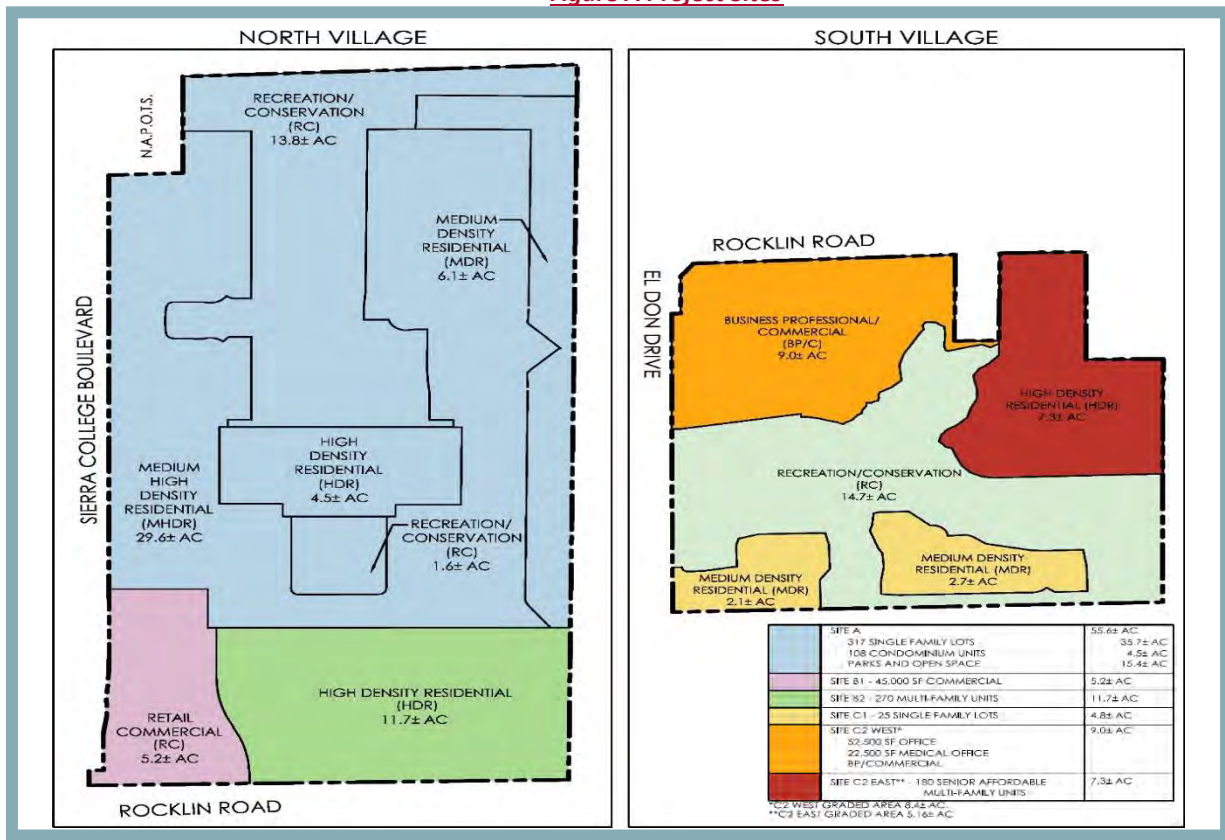 Figure A Project Sites
NORTH VILLAGE
N.A.P.O.T.S.
RECREATION/
CONSERVATION
(RC)
13.8± AC
MEDIUM
DENSITY
RESIDENTIAL
(MDR)
6.1± AC
SIERRA COLLEGE BOULEVARD
HIGH
DENSITY
RESIDENTIAL
(HDR)
4.5± AC
MEDIUM
HIGH
DENSITY
RESIDENTIAL
(MHDR)
29.6± AC
RECREATION/
CONSERVATION
(RC)
1.6± AC
HIGH DENSITY RESIDENTIAL
(HDR)
11.7± AC
RETAIL
COMMERCIAL
(RC)
5.2± AC
ROCKLIN ROAD
SOUTH VILLAGE
ROCKLIN ROAD
EL DON DRIVE
BUSINESS PROFESSIONAL/
COMMERCIAL
(BP/C)
9.0± AC
HIGH DENSITY
RESIDENTIAL (HDR)
7.3± AC
RECREATION/CONSERVATION
(RC)
14.7± AC
MEDIUM DENSITY
RESIDENTIAL (MDR)
2.7± AC
MEDIUM DENSITY
RESIDENTIAL (MDR)
2.1± AC
SITE A 55.6± AC
317 SINGLE FAMILY LOTS 35.7± AC
108 CONDOMINIUM UNITS 4.5± AC
PARKS AND OPEN SPACE 15.4± AC
SITE B1 - 45,000 SF COMMERCIAL 5.2± AC
SITE B2 - 270 MULTI-FAMILY UNITS 11.7± AC
SITE C1 - 25 SINGLE FAMILY LOTS 4.8± AC
SITE C2 WEST* 9.0± AC
52,500 SF OFFICE
22,500 SF MEDICAL OFFICE
BP/COMMERCIAL
SITE C2 EAST** - 180 SENIOR AFFORDABLE 7.3± AC
MULTI-FAMILY UNITS
*C2 WEST GRADED AREA 8.4± AC.
**C2 EAST GRADED AREA 5.16± AC